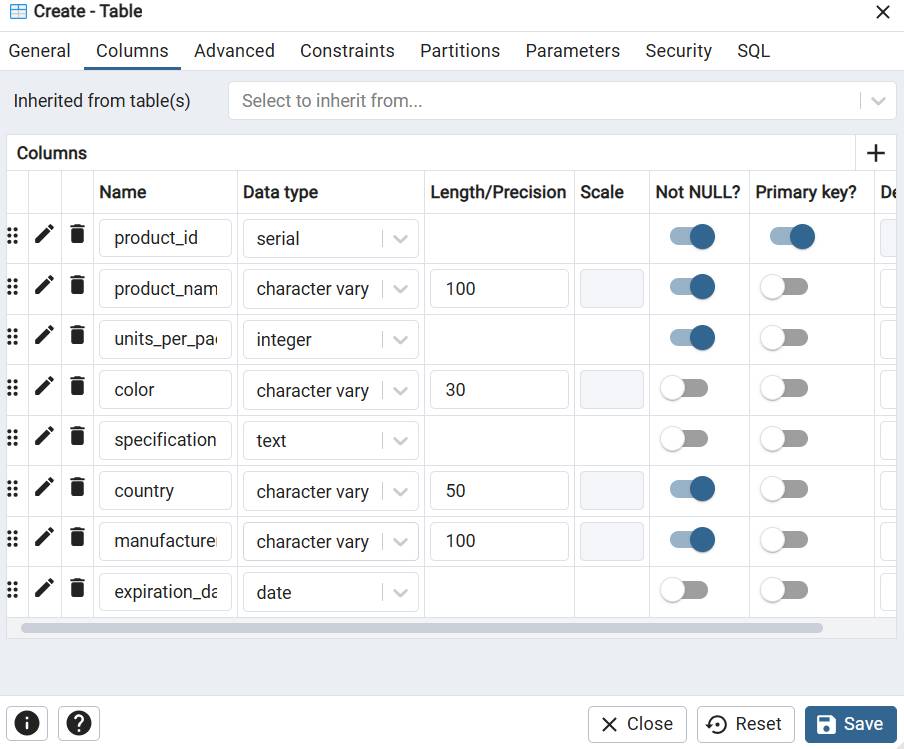 Create - Table
General Columns Advanced Constraints Partitions Parameters Security SQL
Inherited from table(s) Select to inherit from...
Columns
Name Data type Length/Precision Scale Not NULL? Primary key? De
product_id serial
product_nam character vary 100
units_per_pa integer
color character vary 30
specification text
country character vary 50
manufacture character vary 100
expiration_da date
Close Reset Save